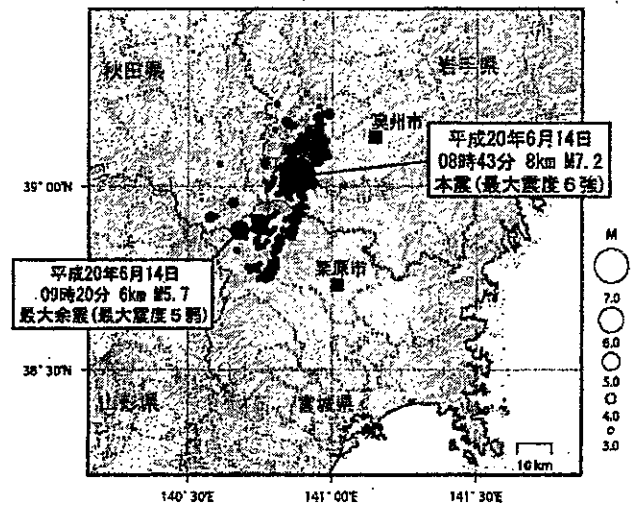 秋田県
岩手県
奥州市
平成20年6月14日
08時43分 8km M7.2
本震(最大震度6強)
39°00'N
平成20年6月14日
09時20分 6km M5.7
最大余震(最大震度5弱)
栗原市
M
7.0
6.0
5.0
4.0
3.0
38°30'N
山形県
宮城県
10km
140°30'E
141°00'E
141°30'E